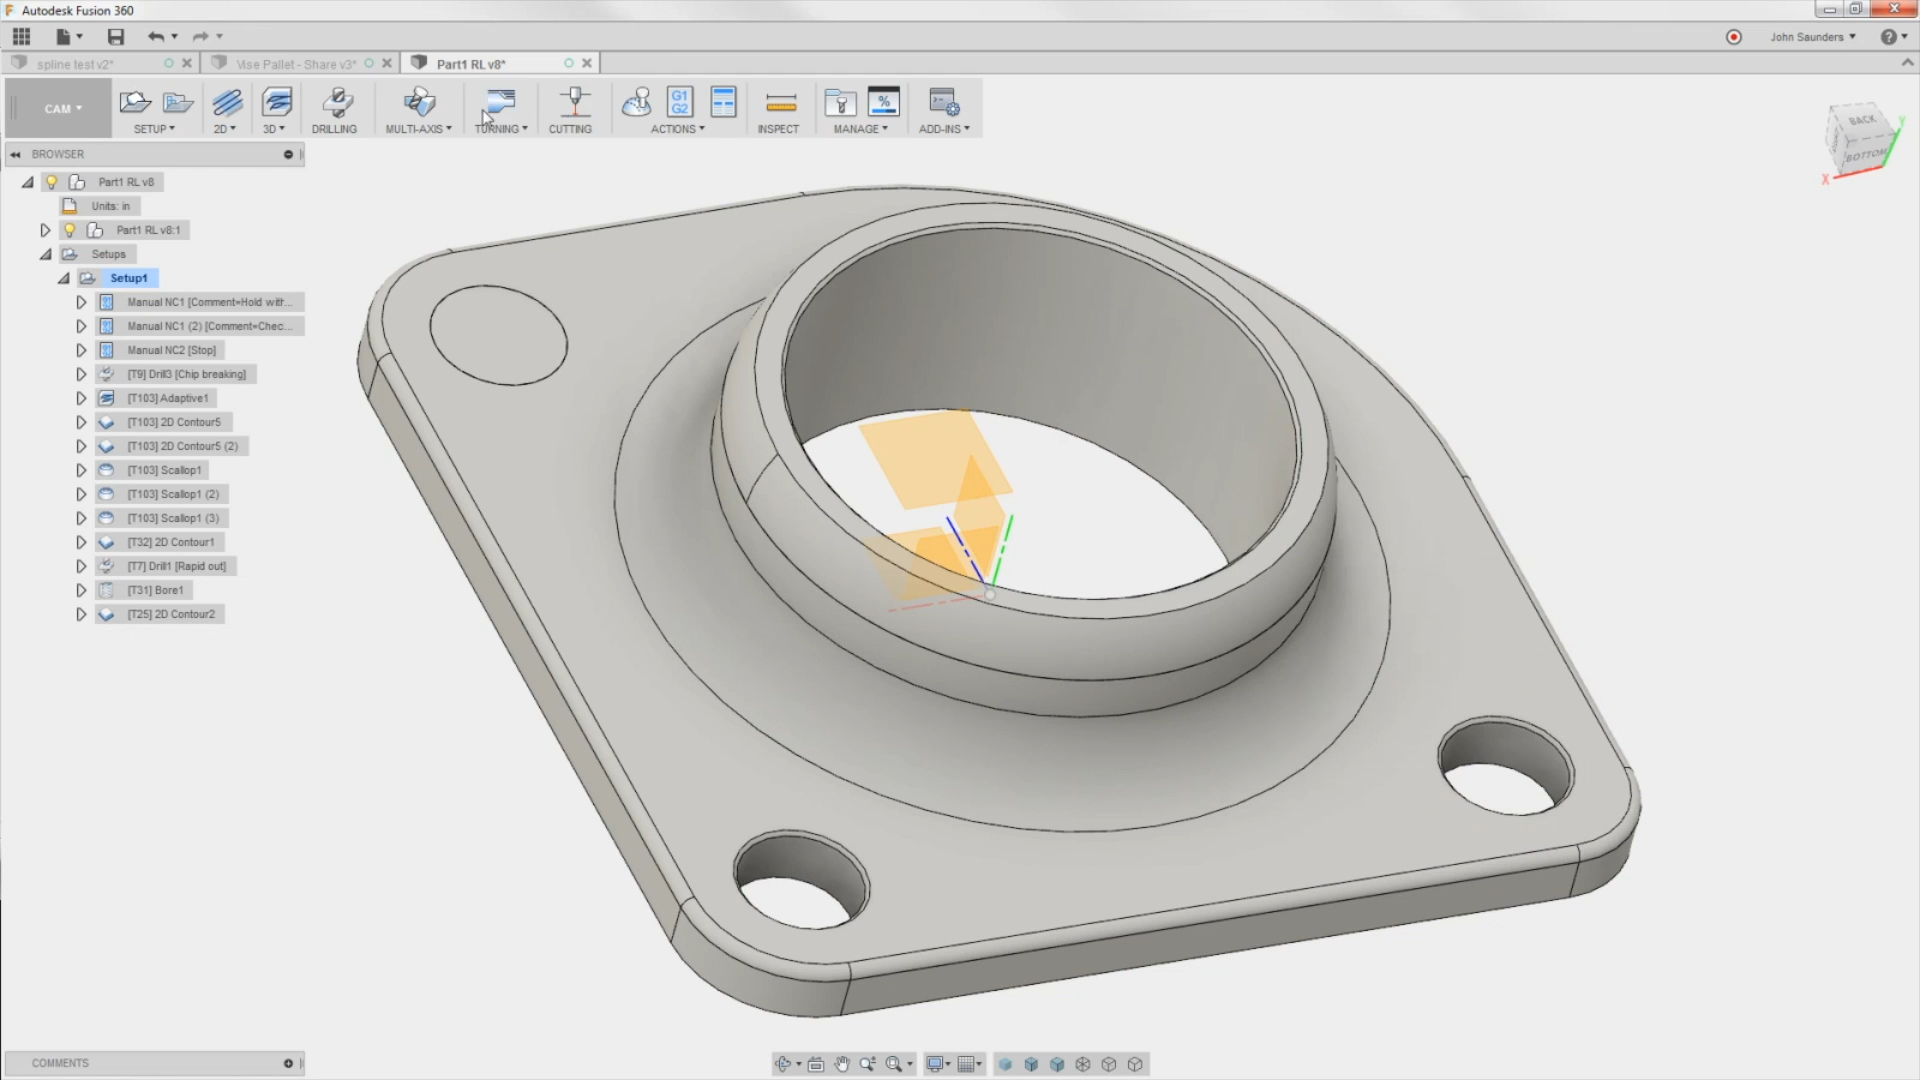 Autodesk Fusion 360
John Saunders
spline test v2*
Vise Pallet - Share v3*
Part1 RL v8*
CAM
SETUP
2D
3D
DRILLING
MULTI-AXIS
TURNING
CUTTING
G1
G2
ACTIONS
INSPECT
%
MANAGE
ADD-INS
BACK
BOTTOM
X
Y
BROWSER
Part1 RL v8
Units: in
Part1 RL v8:1
Setups
Setup1
Manual NC1 [Comment=Hold with...
Manual NC1 (2) [Comment=Chec...
Manual NC2 [Stop]
[T9] Drill3 [Chip breaking]
[T103] Adaptive1
[T103] 2D Contour5
[T103] 2D Contour5 (2)
[T103] Scallop1
[T103] Scallop1 (2)
[T103] Scallop1 (3)
[T32] 2D Contour1
[T7] Drill1 [Rapid out]
[T31] Bore1
[T25] 2D Contour2
COMMENTS